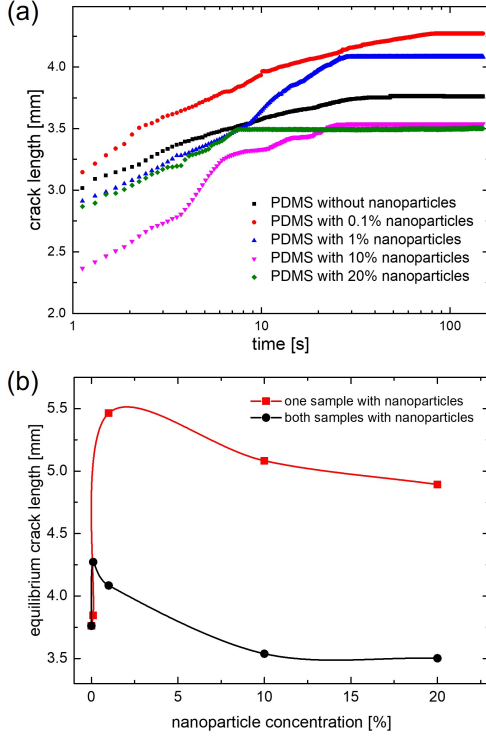 (a)
4.0
3.5
3.0
2.5
2.0
crack length [mm]
PDMS without nanoparticles
PDMS with 0.1% nanoparticles
PDMS with 1% nanoparticles
PDMS with 10% nanoparticles
PDMS with 20% nanoparticles
1
10
100
time [s]
(b)
5.5
5.0
4.5
4.0
3.5
equilibrium crack length [mm]
one sample with nanoparticles
both samples with nanoparticles
0
5
10
15
20
nanoparticle concentration [%]